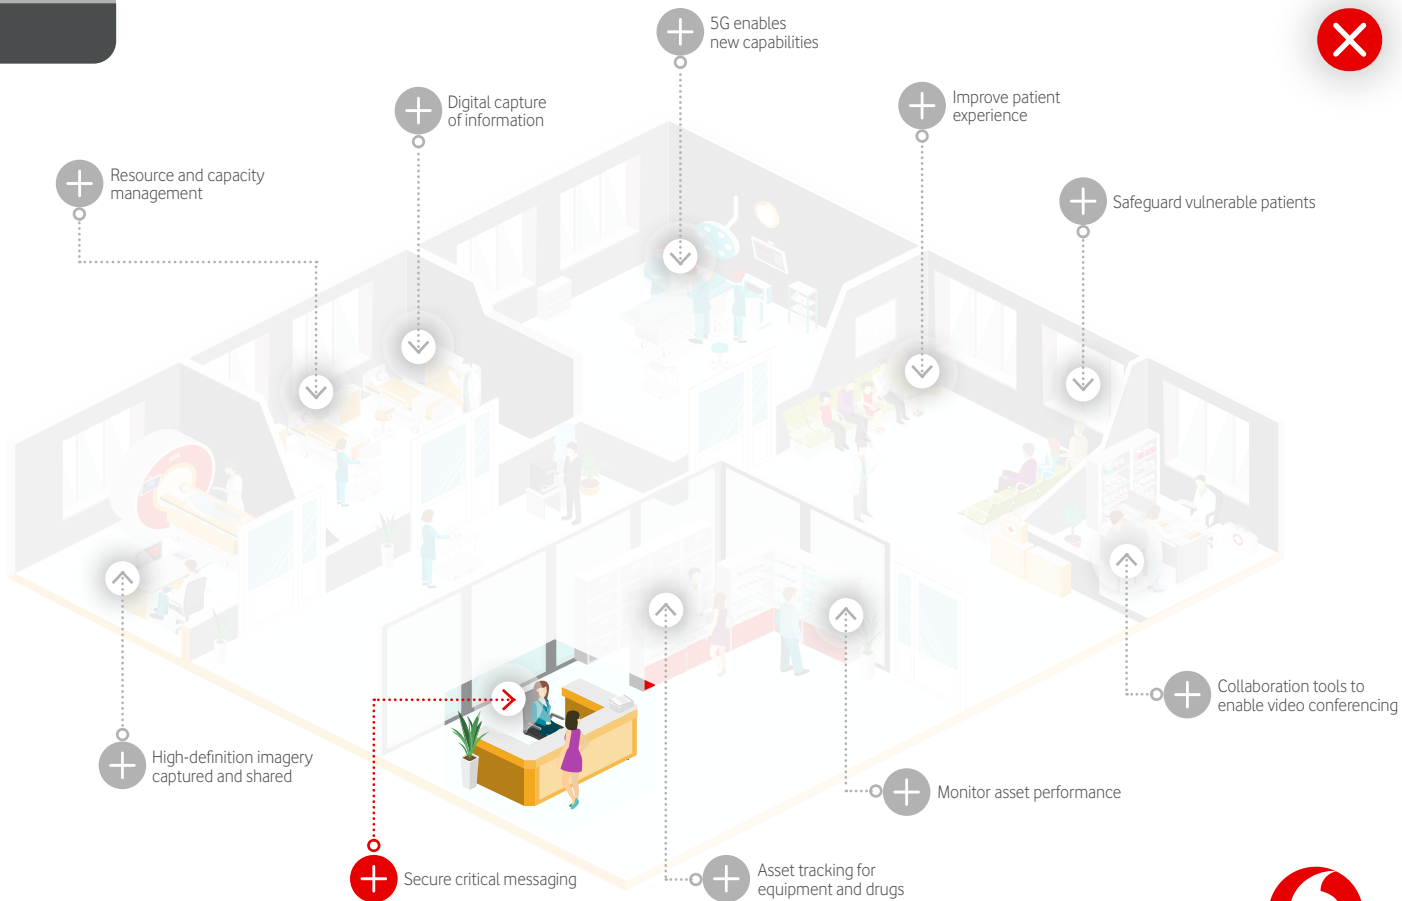 5G enables
new capabilities
Digital capture
of information
Improve patient
experience
Resource and capacity
management
Safeguard vulnerable patients
Collaboration tools to
enable video conferencing
High-definition imagery
captured and shared
Monitor asset performance
Secure critical messaging
Asset tracking for
equipment and drugs